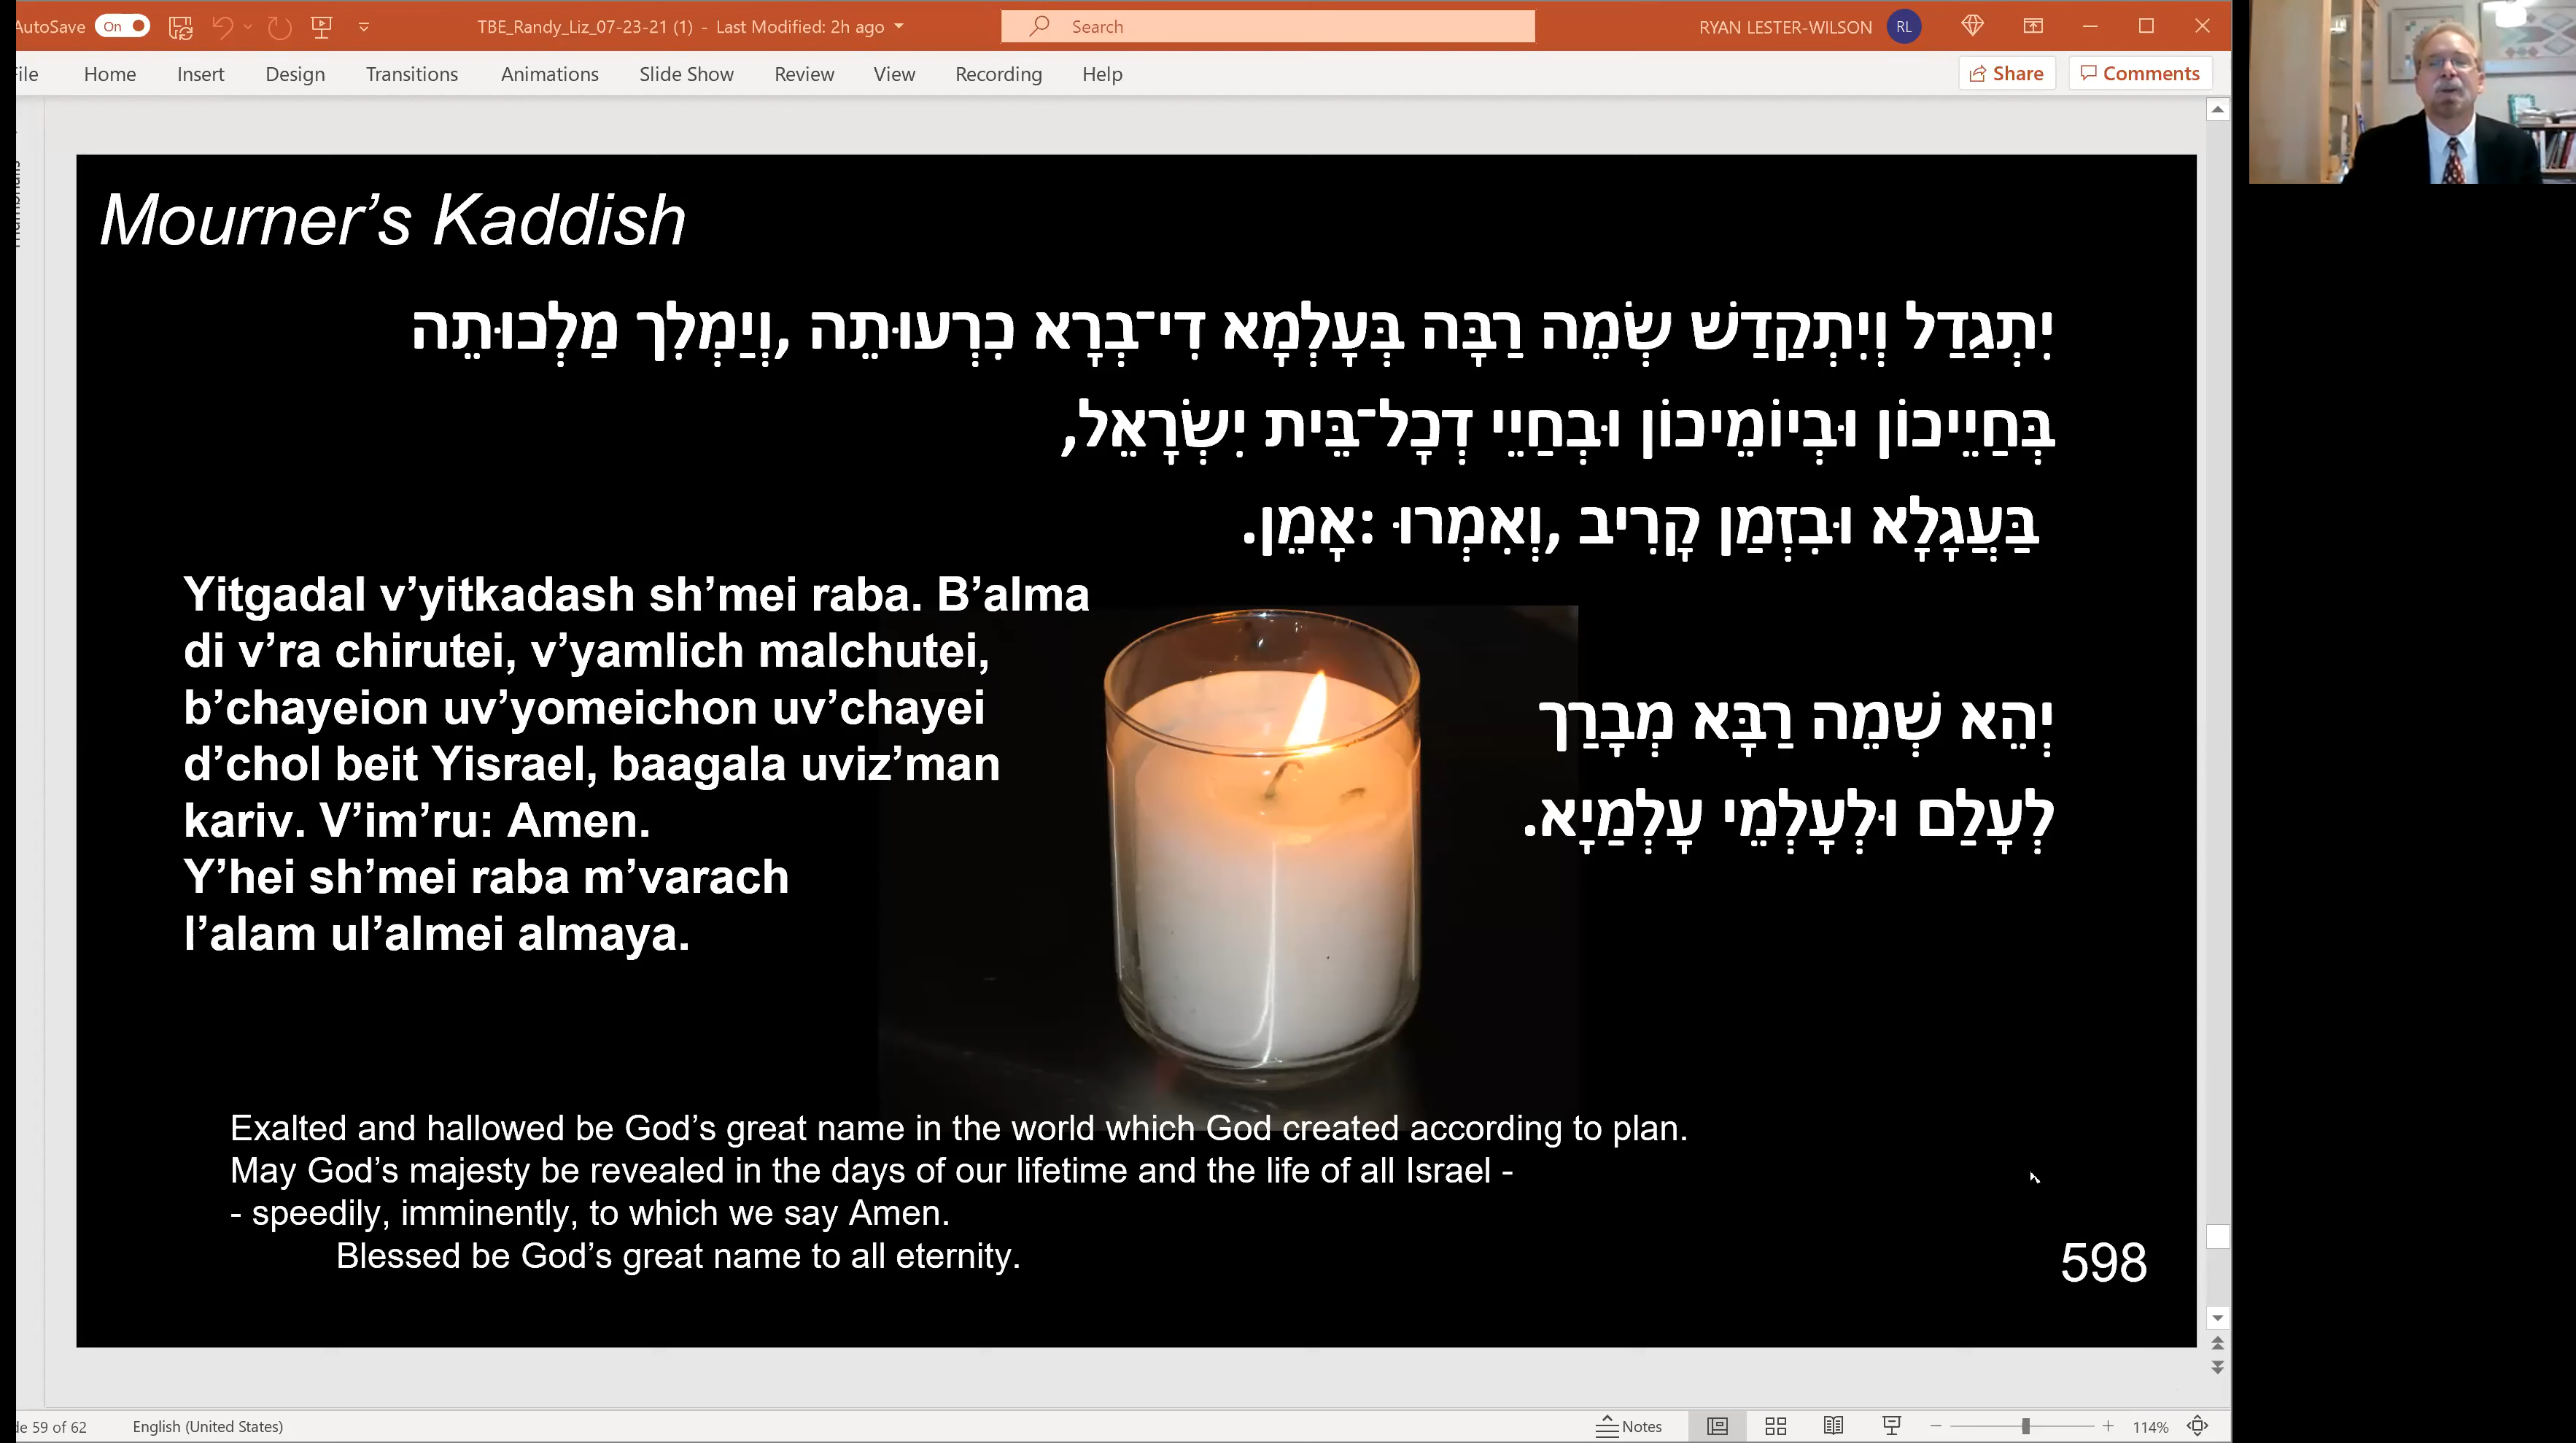 AutoSave On TBE_Randy_Liz_07-23-21 (1) - Last Modified: 2h ago Search RYAN LESTER-WILSON RL
File Home Insert Design Transitions Animations Slide Show Review View Recording Help Share Comments
Mourner’s Kaddish
יִתְגַּדַל וְיִתְקַדַשׁ שְׂמֵהּ רַבָּה בְּעָלְמָא דִי־בְרָא כִרְעוּתֵה ,וְיַמְלִךְ מַלְכוּתֵה
בְּחַיֵיכוֹן וּבְיוֹמֵיכוֹן וּבְחַיֵי דְכָל־בֵּית יִשְׂרָאֵל,
בַּעֲגָלָא וּבִזְמַן קָרִיב ,וְאִמְרוּ :אָמֵן.
Yitgadal v’yitkadash sh’mei raba. B’alma
di v’ra chirutei, v’yamlich malchutei,
b’chayeion uv’yomeichon uv’chayei
d’chol beit Yisrael, baagala uviz’man
kariv. V’im’ru: Amen.
Y’hei sh’mei raba m’varach
l’alam ul’almei almaya.
יְהֵא שְׁמֵה רַבָּא מְבָרַךְ
לְעָלַם וּלְעָלְמֵי עָלְמַיָא.
Exalted and hallowed be God’s great name in the world which God created according to plan.
May God’s majesty be revealed in the days of our lifetime and the life of all Israel -
- speedily, imminently, to which we say Amen.
Blessed be God’s great name to all eternity.
598
de 59 of 62 English (United States) Notes 114%